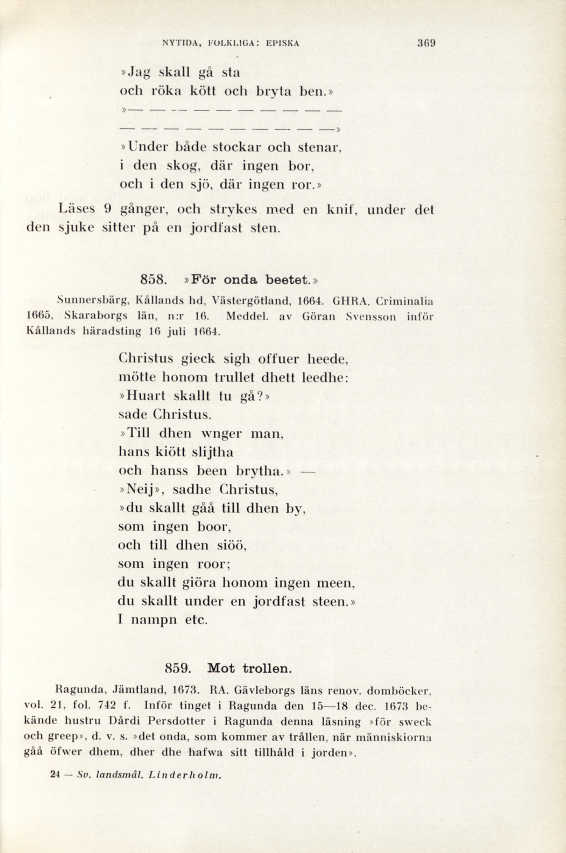 NYTIDA, FOLKLIGA: EPISKA 369
»Jag skall gå sta
och röka kött och bryta ben.»
»— — — — — — — — — —
— — — — — — — — — —»
»Under både stockar och stenar,
i den skog, där ingen bor,
och i den sjö, där ingen ror.»
Läses 9 gånger, och strykes med en knif, under det
den sjuke sitter på en jordfast sten.
858. »För onda beetet.»
Sunnersbärg, Kållands hd, Västergötland, 1664. GHRA. Criminalia
1665, Skaraborgs län, n:r 16. Meddel. av Göran Svensson inför
Kållands häradsting 16 juli 1664.
Christus gieck sigh offuer heede,
mötte honom trullet dhett leedhe:
»Huart skallt tu gå?»
sade Christus.
»Till dhen wnger man,
hans kiött slijtha
och hanss been brytha.» —
»Neij», sadhe Christus,
»du skallt gåå till dhen by,
som ingen boor,
och till dhen siöö,
som ingen roor;
du skallt giöra honom ingen meen,
du skallt under en jordfast steen.»
I nampn etc.
859. Mot trollen.
Ragunda, Jämtland, 1673. RA. Gävleborgs läns renov. domböcker,
vol. 21, fol. 742 f. Inför tinget i Ragunda den 15—18 dec. 1673 be-
kände hustru Dårdi Persdotter i Ragunda denna läsning »för sweck
och greep», d. v. s. »det onda, som kommer av trållen, när människiorna
gåå öfwer dhem, dher dhe hafwa sitt tillhåld i jorden».
24 — Sv. landsmål. Linderholm.